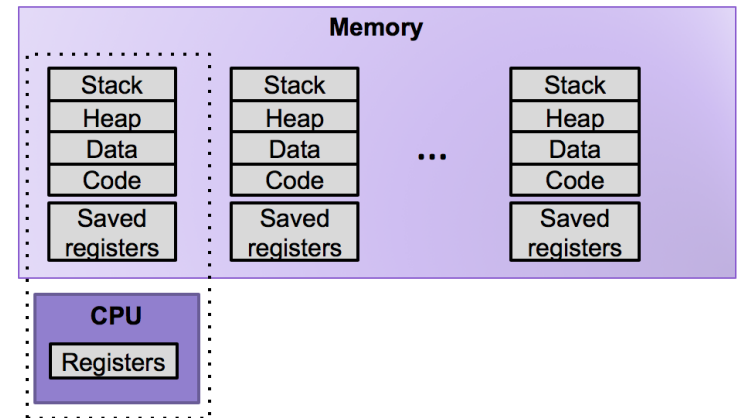 Memory
Stack
Heap
Data
Code
Saved
registers
Stack
Heap
Data
Code
Saved
registers
...
Stack
Heap
Data
Code
Saved
registers
CPU
Registers